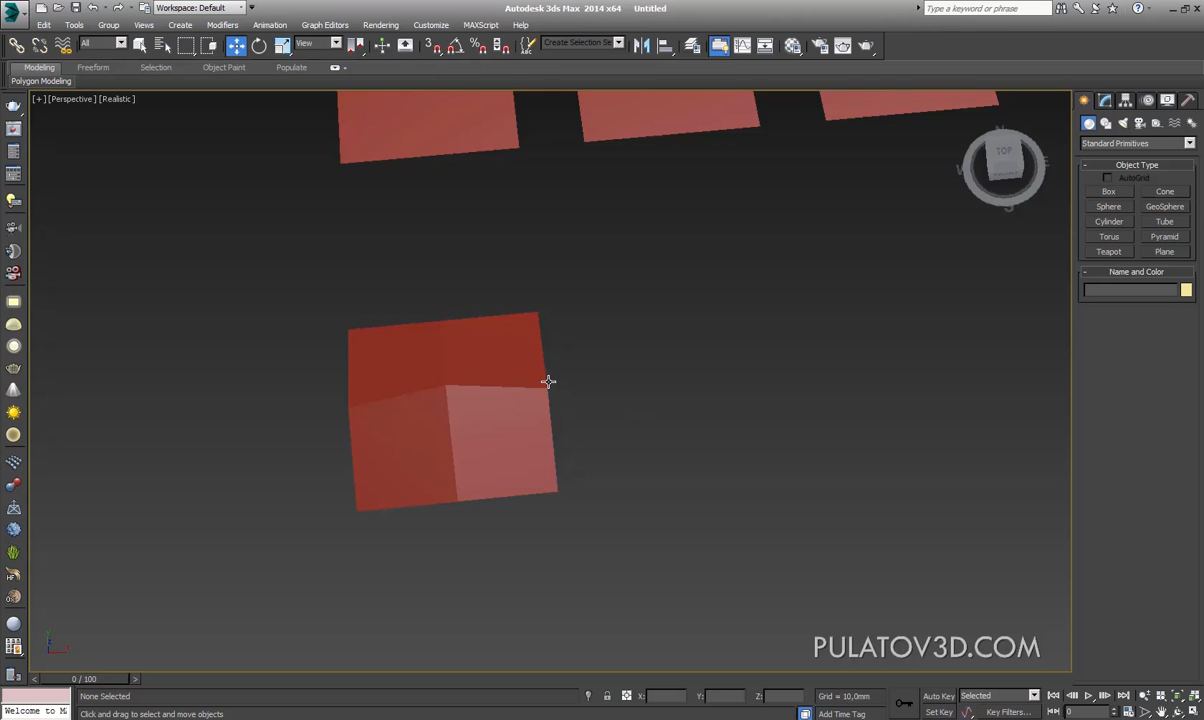 Workspace: Default
Autodesk 3ds Max 2014 x64 Untitled
Type a keyword or phrase
Edit Tools Group Views Create Modifiers Animation Graph Editors Rendering Customize MAXScript Help
All
View
Create Selection Se
Modeling Freeform Selection Object Paint Populate
Polygon Modeling
[+] [Perspective] [Realistic]
TOP
Standard Primitives
- Object Type
AutoGrid
Box Cone
Sphere GeoSphere
Cylinder Tube
Torus Pyramid
Teapot Plane
- Name and Color
PULATOV3D.COM
< 0 / 100 >
None Selected
X: Y: Z:
Grid = 10,0mm
Auto Key
Selected
Welcome to M
Click and drag to select and move objects
Add Time Tag
Set Key
Key Filters...
0